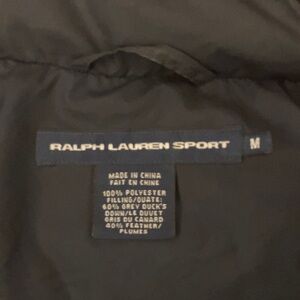 RALPH LAUREN SPORT M
MADE IN CHINA
FAIT EN CHINE
100% POLYESTER
FILLING/OUATE:
60% GREY DUCK'S
DOWN/LE DUVET
GRIS DU CANARD
40% FEATHER/
PLUMES